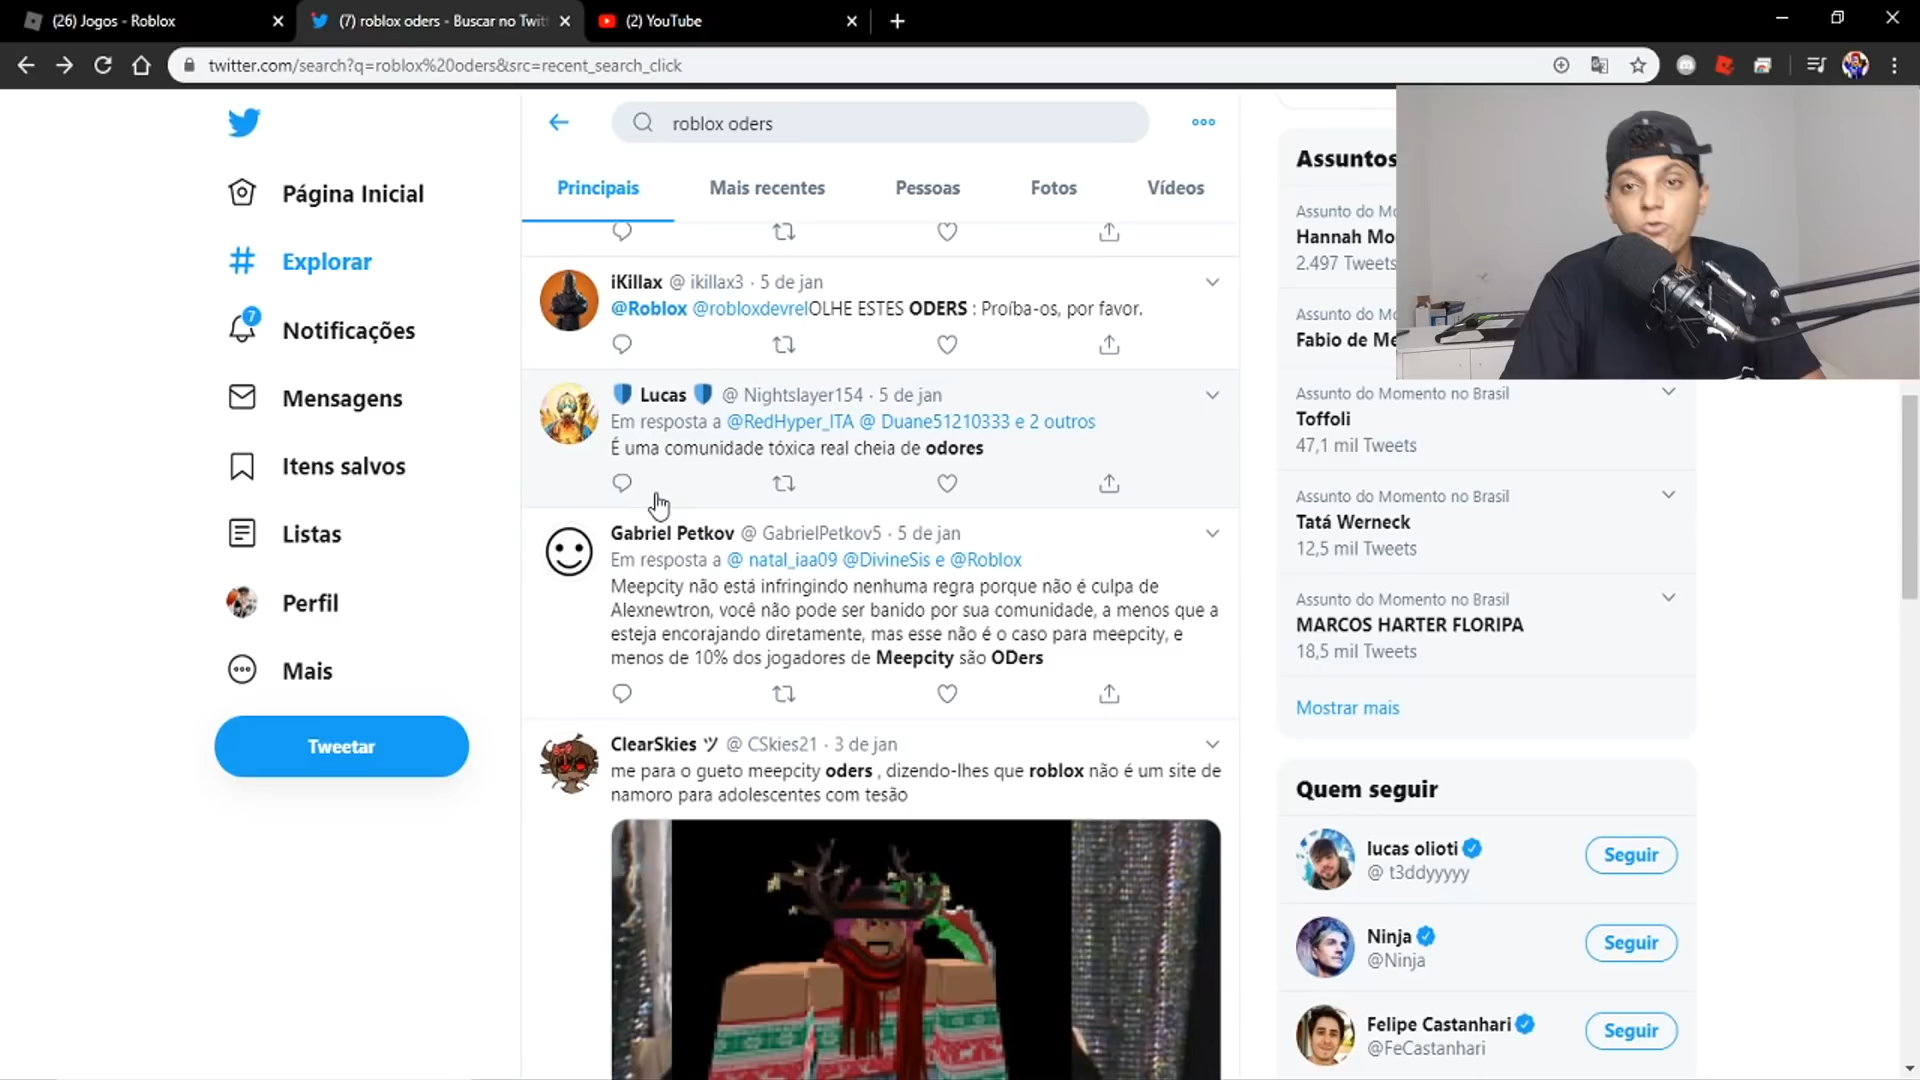 (26) Jogos - Roblox
(7) roblox oders - Buscar no Twit
(2) YouTube
twitter.com/search?q=roblox%20oders&src=recent_search_click
Página Inicial
Explorar
7
Notificações
Mensagens
Itens salvos
Listas
Perfil
Mais
Tweetar
roblox oders
Principais
Mais recentes
Pessoas
Fotos
Vídeos
iKillax @ ikillax3 · 5 de jan
@Roblox @robloxdevrelOLHE ESTES ODERS : Proíba-os, por favor.
Lucas @ Nightslayer154 · 5 de jan
Em resposta a @RedHyper_ITA @ Duane51210333 e 2 outros
É uma comunidade tóxica real cheia de odores
Gabriel Petkov @ GabrielPetkov5 · 5 de jan
Em resposta a @ natal_iaa09 @DivineSis e @Roblox
Meepcity não está infringindo nenhuma regra porque não é culpa de
Alexnewtron, você não pode ser banido por sua comunidade, a menos que a
esteja encorajando diretamente, mas esse não é o caso para meepcity, e
menos de 10% dos jogadores de Meepcity são ODers
ClearSkies ツ @ CSkies21 · 3 de jan
me para o gueto meepcity oders , dizendo-lhes que roblox não é um site de
namoro para adolescentes com tesão
Assuntos
Assunto do Mo
Hannah Mo
2.497 Tweets
Assunto do Mo
Fabio de Me
Assunto do Momento no Brasil
Toffoli
47,1 mil Tweets
Assunto do Momento no Brasil
Tatá Werneck
12,5 mil Tweets
Assunto do Momento no Brasil
MARCOS HARTER FLORIPA
18,5 mil Tweets
Mostrar mais
Quem seguir
lucas olioti
@ t3ddyyyyy
Seguir
Ninja
@Ninja
Seguir
Felipe Castanhari
@FeCastanhari
Seguir